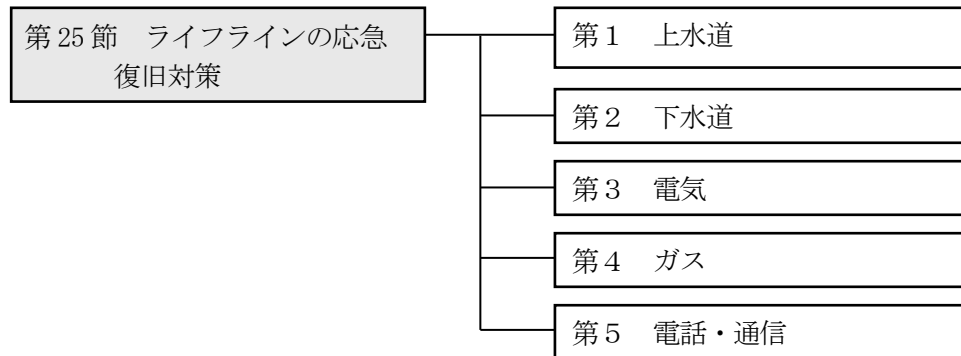 第25節　ライフラインの応急
復旧対策
第１　上水道
第２　下水道
第３　電気
第４　ガス
第５　電話・通信